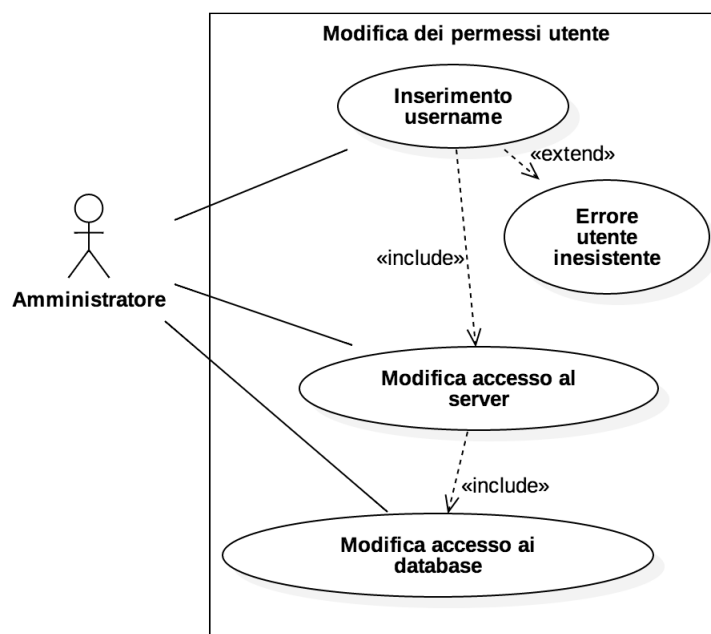 Modifica dei permessi utente
Inserimento
username
«extend»
Errore
utente
inesistente
«include»
Amministratore
Modifica accesso al
server
«include»
Modifica accesso ai
database